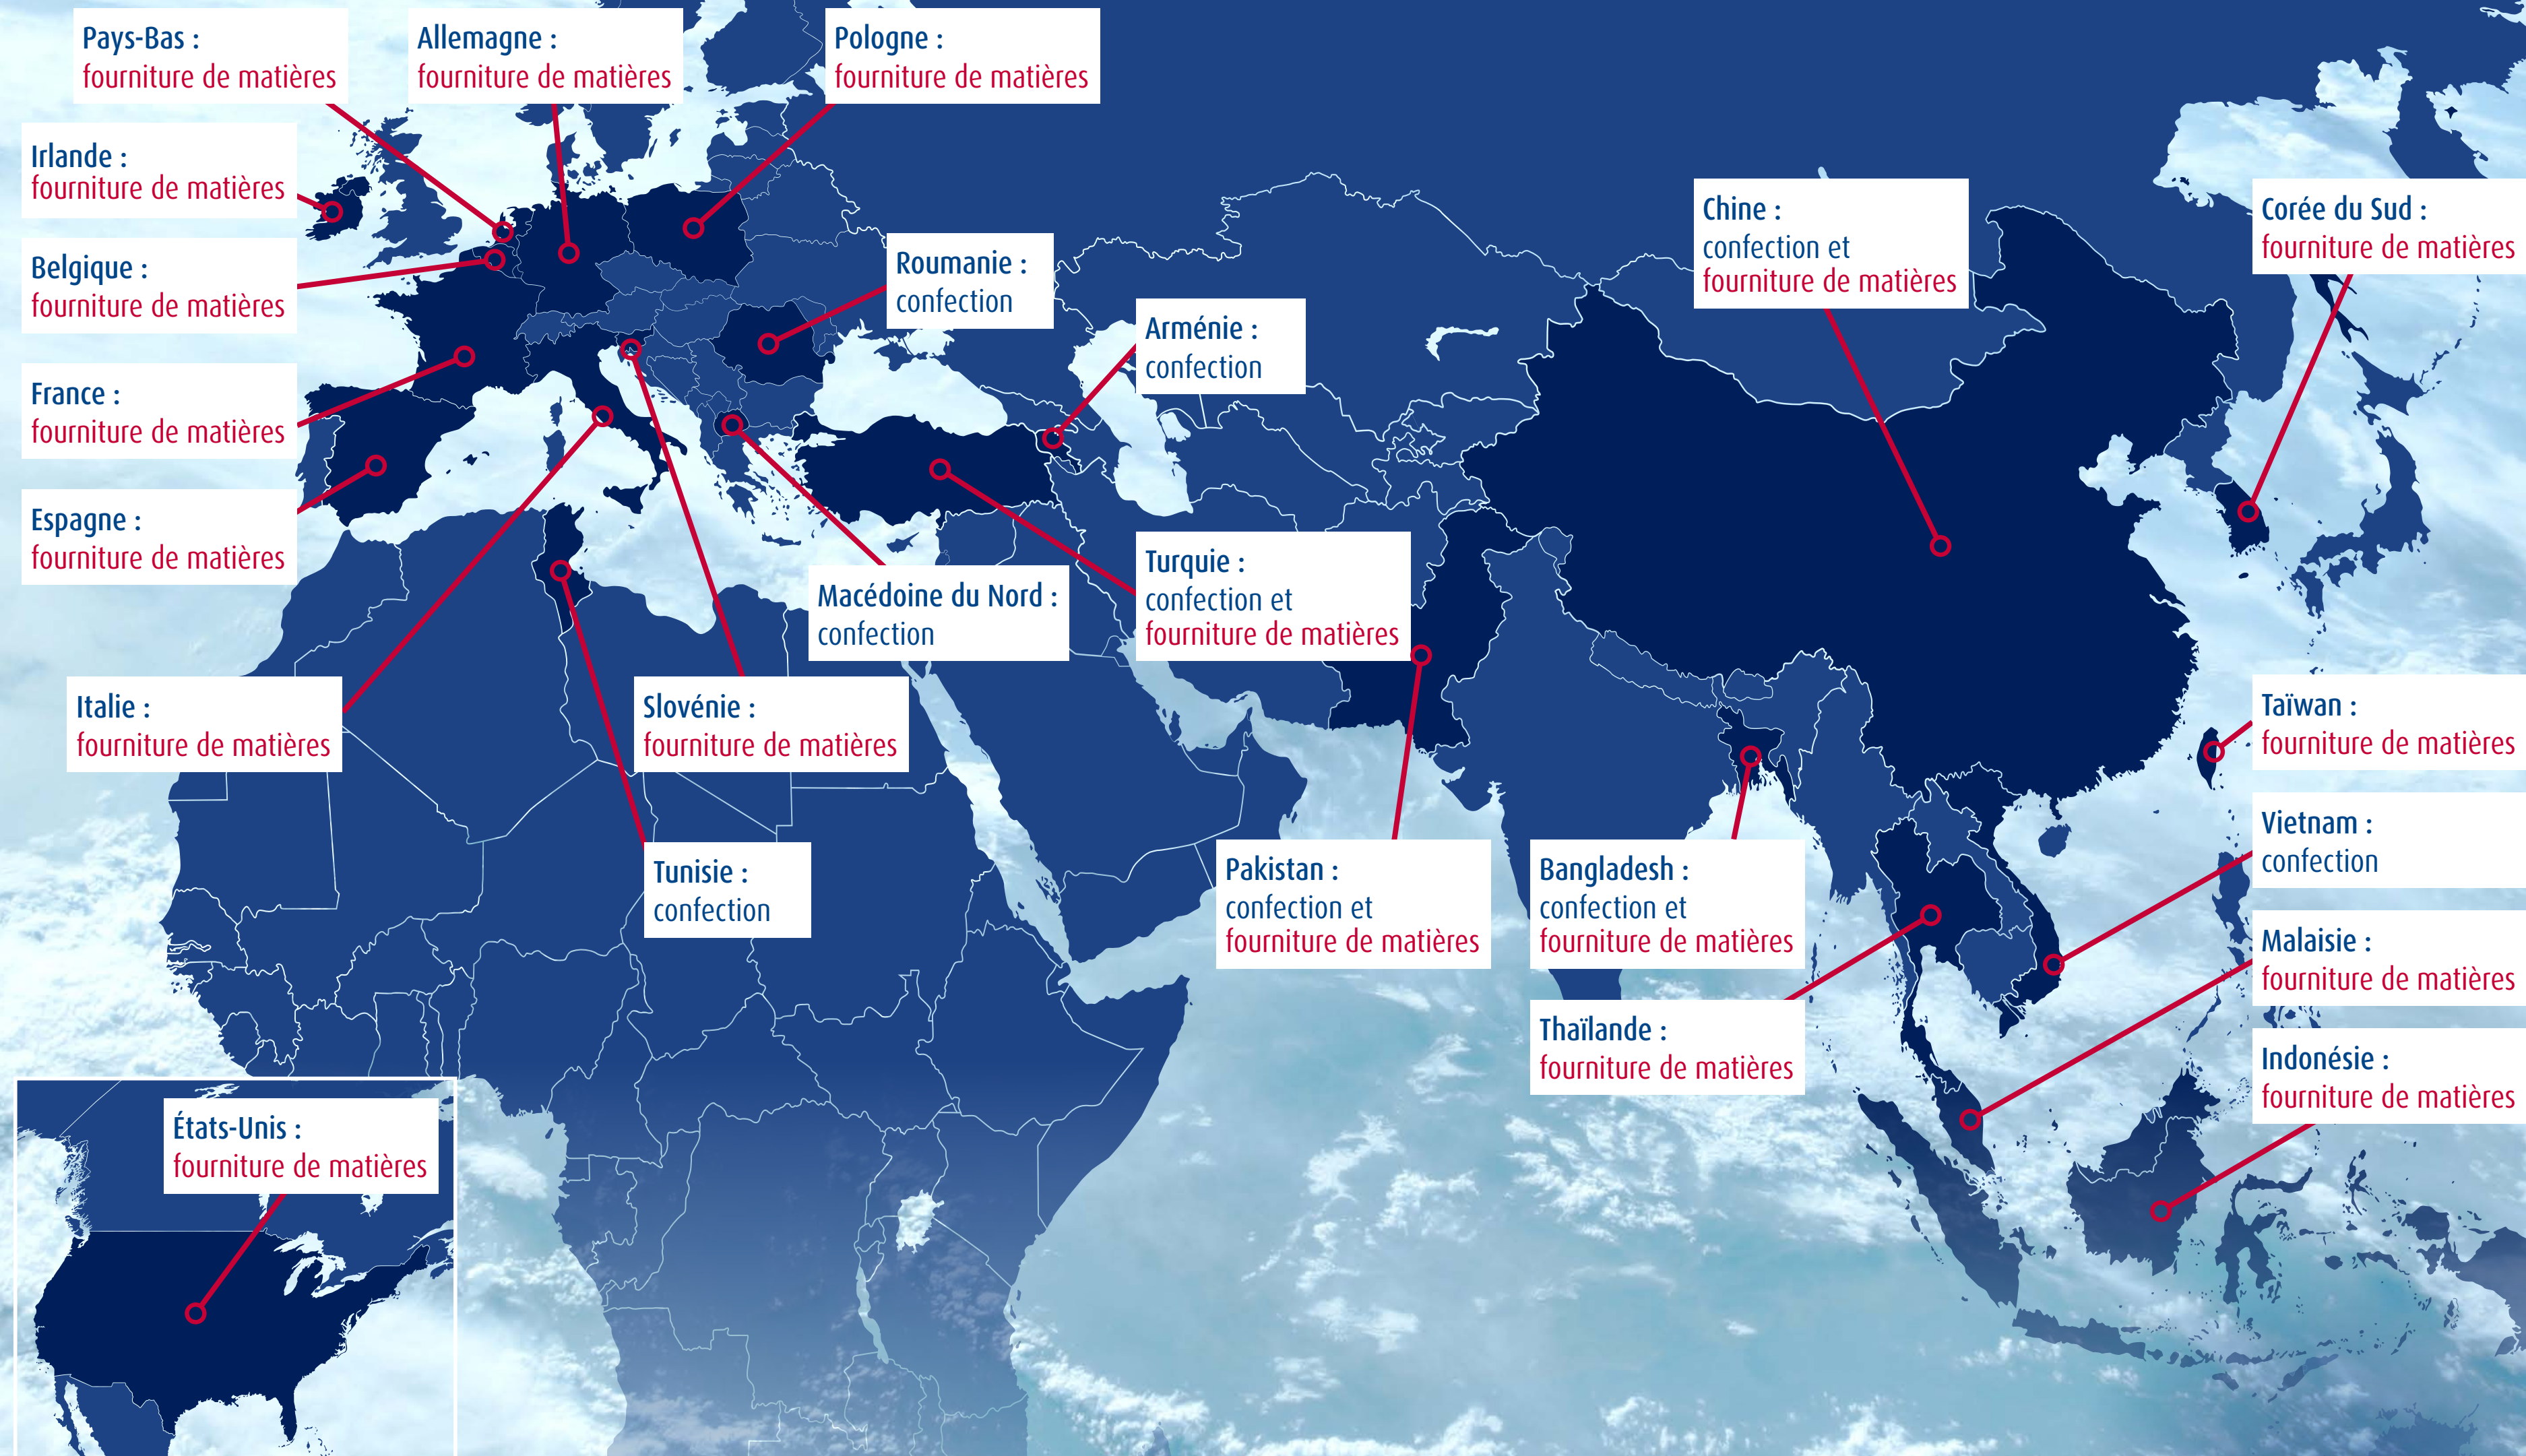 Pays-Bas :
fourniture de matières
Allemagne :
fourniture de matières
Pologne :
fourniture de matières
Irlande :
fourniture de matières
Belgique :
fourniture de matières
France :
fourniture de matières
Espagne :
fourniture de matières
Roumanie :
confection
Arménie :
confection
Chine :
confection et
fourniture de matières
Corée du Sud :
fourniture de matières
Macédoine du Nord :
confection
Turquie :
confection et
fourniture de matières
Italie :
fourniture de matières
Slovénie :
fourniture de matières
Tunisie :
confection
Pakistan :
confection et
fourniture de matières
Bangladesh :
confection et
fourniture de matières
Thaïlande :
fourniture de matières
Taïwan :
fourniture de matières
Vietnam :
confection
Malaisie :
fourniture de matières
Indonésie :
fourniture de matières
États-Unis :
fourniture de matières